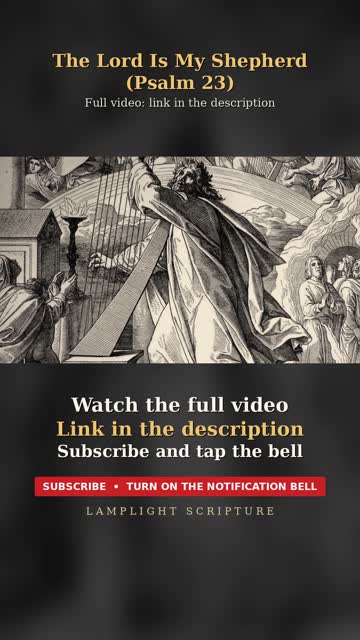 The Lord Is My Shepherd
(Psalm 23)
Full video: link in the description
Watch the full video
Link in the description
Subscribe and tap the bell
SUBSCRIBE • TURN ON THE NOTIFICATION BELL
LAMPLIGHT SCRIPTURE